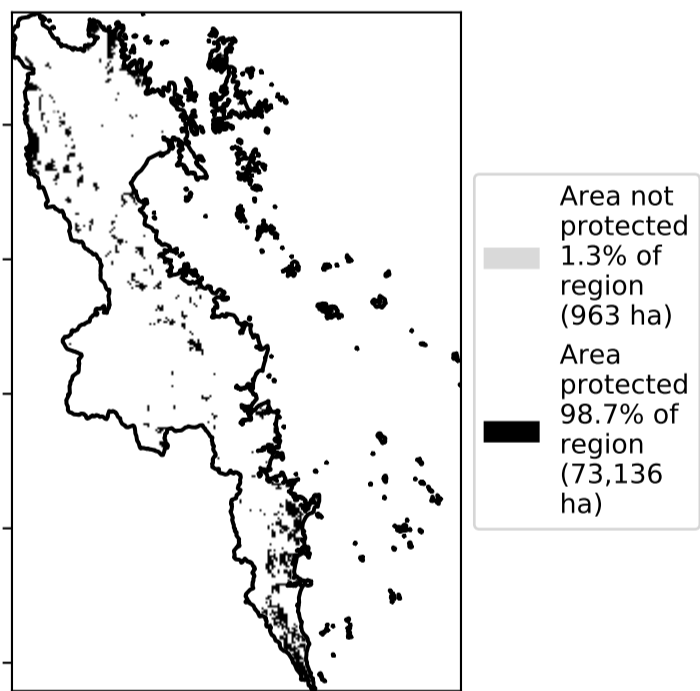 Area not
protected
1.3% of
region
(963 ha)
Area
protected
98.7% of
region
(73,136
ha)